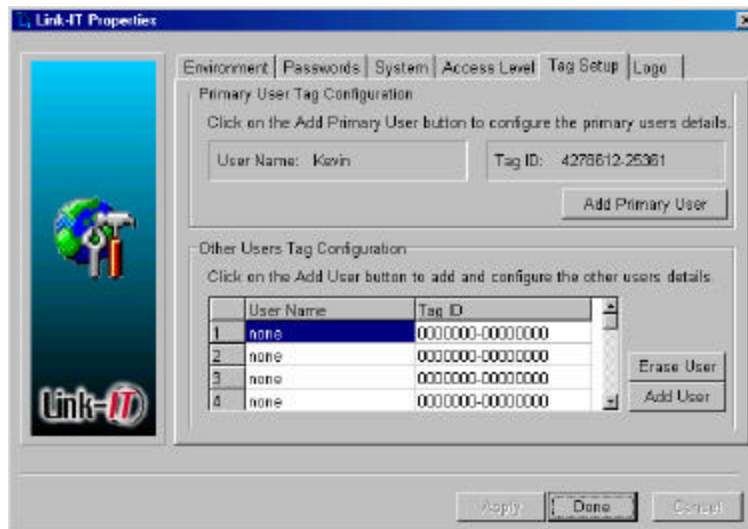 Link-IT Properties
Environment Passwords System Access Level Tag Setup Logo
Primary User Tag Configuration
Click on the Add Primary User button to configure the primary users details.
User Name: Kevin Tag ID: 4276612-25361
Add Primary User
Other Users Tag Configuration
Click on the Add User button to add and configure the other users details.
User Name Tag ID
1 none 0000000-00000000
2 none 0000000-00000000
3 none 0000000-00000000
4 none 0000000-00000000
Erase User
Add User
Link-IT
Apply Done Cancel